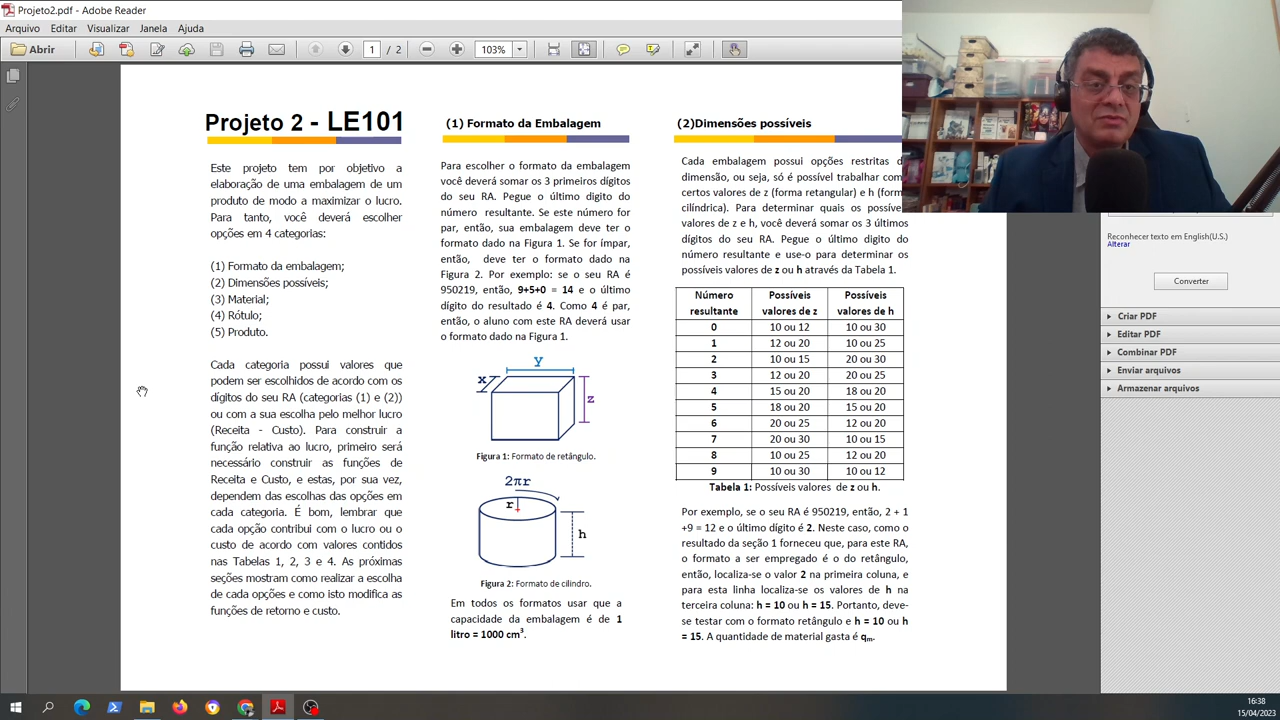 Projeto2.pdf - Adobe Reader
Arquivo Editar Visualizar Janela Ajuda
Abrir 1 / 2 103%
Projeto 2 - LE101
Este projeto tem por objetivo a
elaboração de uma embalagem de um
produto de modo a maximizar o lucro.
Para tanto, você deverá escolher
opções em 4 categorias:
(1) Formato da embalagem;
(2) Dimensões possíveis;
(3) Material;
(4) Rótulo;
(5) Produto.
Cada categoria possui valores que
podem ser escolhidos de acordo com os
dígitos do seu RA (categorias (1) e (2))
ou com a sua escolha pelo melhor lucro
(Receita - Custo). Para construir a
função relativa ao lucro, primeiro será
necessário construir as funções de
Receita e Custo, e estas, por sua vez,
dependem das escolhas das opções em
cada categoria. É bom, lembrar que
cada opção contribui com o lucro ou o
custo de acordo com valores contidos
nas Tabelas 1, 2, 3 e 4. As próximas
seções mostram como realizar a escolha
de cada opções e como isto modifica as
funções de retorno e custo.
(1) Formato da Embalagem
Para escolher o formato da embalagem
você deverá somar os 3 primeiros dígitos
do seu RA. Pegue o último digito do
número resultante. Se este número for
par, então, sua embalagem deve ter o
formato dado na Figura 1. Se for ímpar,
então, deve ter o formato dado na
Figura 2. Por exemplo: se o seu RA é
950219, então, 9+5+0 = 14 e o último
dígito do resultado é 4. Como 4 é par,
então, o aluno com este RA deverá usar
o formato dado na Figura 1.
y
x
z
Figura 1: Formato de retângulo.
2πr
r
h
Figura 2: Formato de cilindro.
Em todos os formatos usar que a
capacidade da embalagem é de 1
litro = 1000 cm³.
(2)Dimensões possíveis
Cada embalagem possui opções restritas d
dimensão, ou seja, só é possível trabalhar com
certos valores de z (forma retangular) e h (form
cilíndrica). Para determinar quais os possíve
valores de z e h, você deverá somar os 3 últimos
dígitos do seu RA. Pegue o último digito do
número resultante e use-o para determinar os
possíveis valores de z ou h através da Tabela 1.
Número Possíveis Possíveis
resultante valores de z valores de h
0 10 ou 12 10 ou 30
1 12 ou 20 10 ou 25
2 10 ou 15 20 ou 30
3 12 ou 20 20 ou 25
4 15 ou 20 18 ou 20
5 18 ou 20 15 ou 20
6 20 ou 25 12 ou 20
7 20 ou 30 10 ou 15
8 10 ou 25 12 ou 20
9 10 ou 30 10 ou 12
Tabela 1: Possíveis valores de z ou h.
Por exemplo, se o seu RA é 950219, então, 2 + 1
+9 = 12 e o último dígito é 2. Neste caso, como o
resultado da seção 1 forneceu que, para este RA,
o formato a ser empregado é o do retângulo,
então, localiza-se o valor 2 na primeira coluna, e
para esta linha localiza-se os valores de h na
terceira coluna: h = 10 ou h = 15. Portanto, deve-
se testar com o formato retângulo e h = 10 ou h
= 15. A quantidade de material gasta é qm.
Reconhecer texto em English(U.S.)
Alterar
Converter
Criar PDF
Editar PDF
Combinar PDF
Enviar arquivos
Armazenar arquivos
16:38
15/04/2023